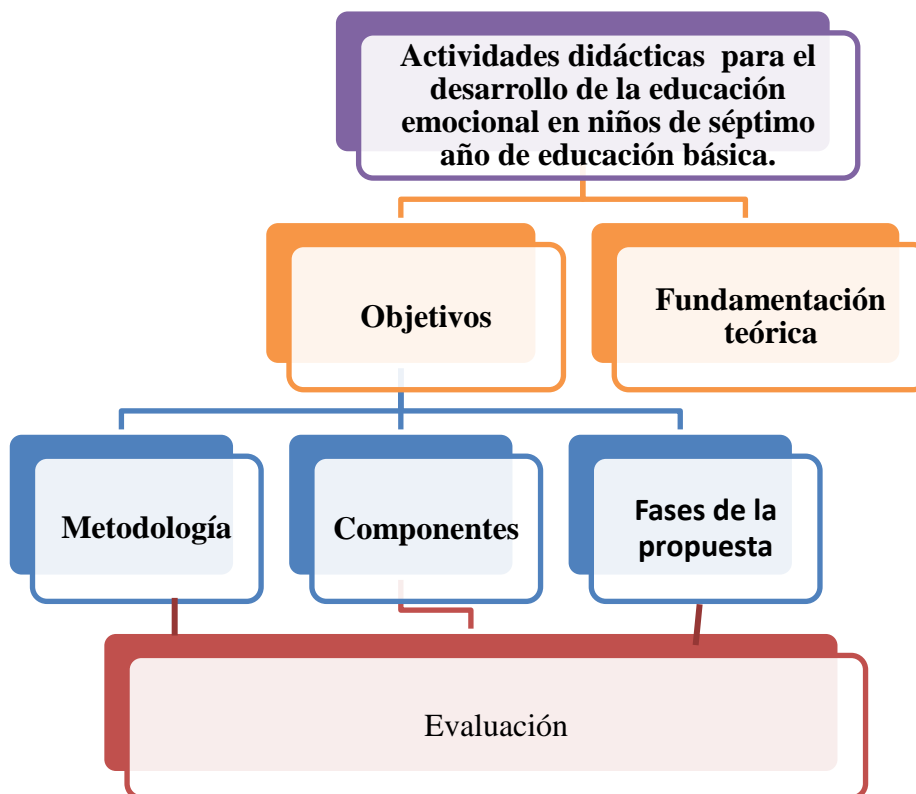 Actividades didácticas para el
desarrollo de la educación
emocional en niños de séptimo
año de educación básica.
Objetivos
Fundamentación
teórica
Metodología
Componentes
Fases de la
propuesta
Evaluación